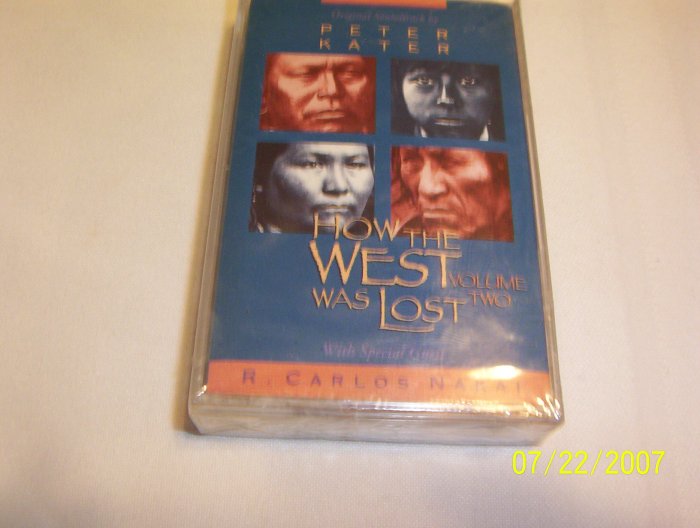 Original Soundtrack by
PETER
KATER
HOW THE
WEST
VOLUME
WAS LOST
TWO
With Special Guest
R. CARLOS NAKAI
07/22/2007